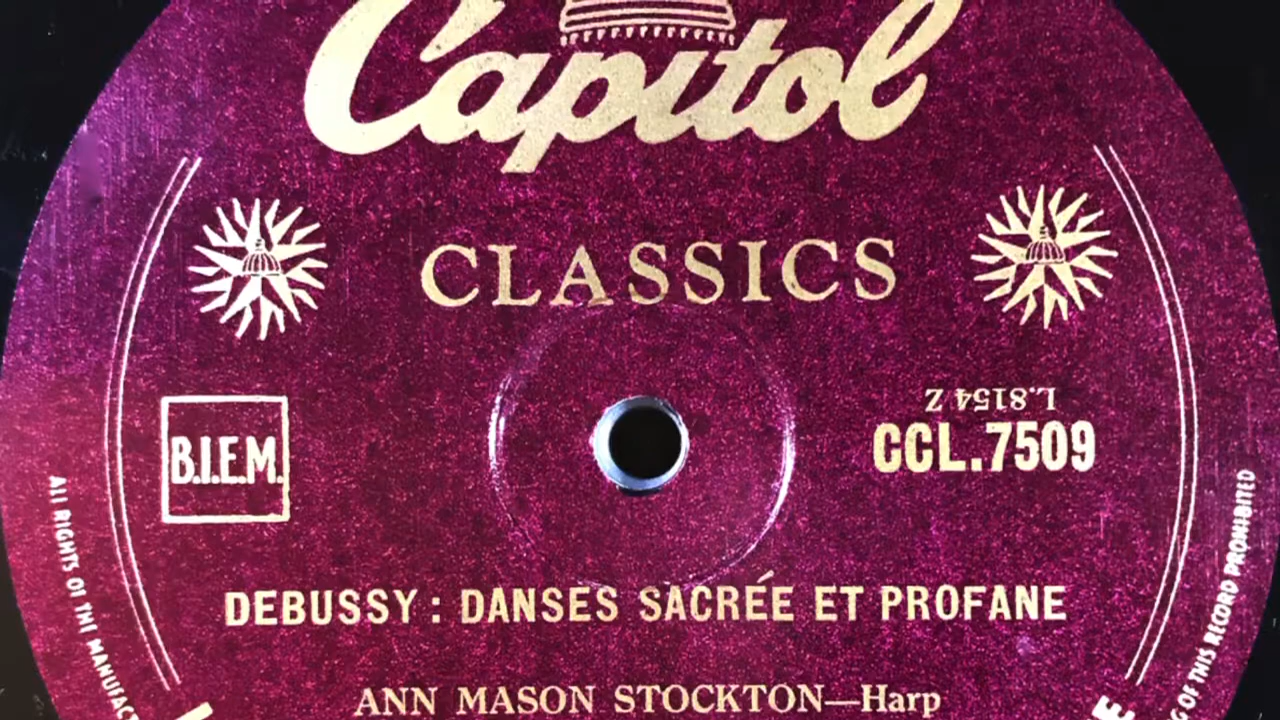 Capitol
CLASSICS
B.I.E.M.
L.8154 Z
CCL.7509
DEBUSSY: DANSES SACRÉE ET PROFANE
ANN MASON STOCKTON—Harp
ALL RIGHTS OF THE
OF THIS RECORD PROHIBITED